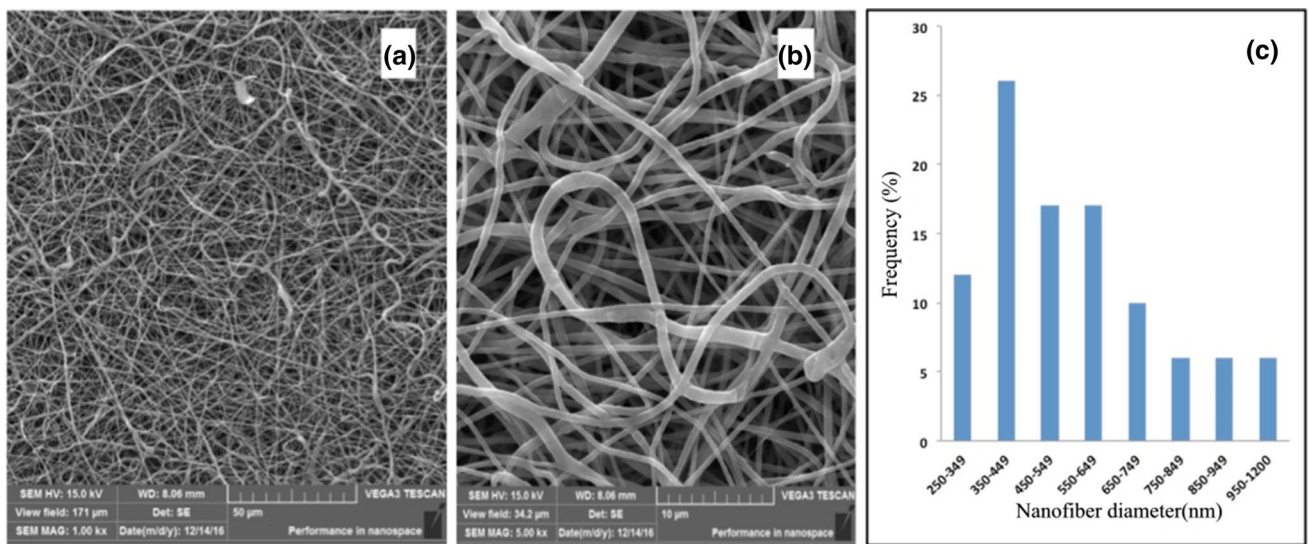 (a)
SEM HV: 15.0 kV WD: 8.06 mm VEGA3 TESCAN
View field: 171 µm Det: SE 50 µm
SEM MAG: 1.00 kx Date(m/d/y): 12/14/16 Performance in nanospace
(b)
SEM HV: 15.0 kV WD: 8.06 mm VEGA3 TESCAN
View field: 34.2 µm Det: SE 10 µm
SEM MAG: 5.00 kx Date(m/d/y): 12/14/16 Performance in nanospace
(c)
Frequency (%)
30
25
20
15
10
5
0
250-349 350-449 450-549 550-649 650-749 750-849 850-949 950-1200
Nanofiber diameter(nm)